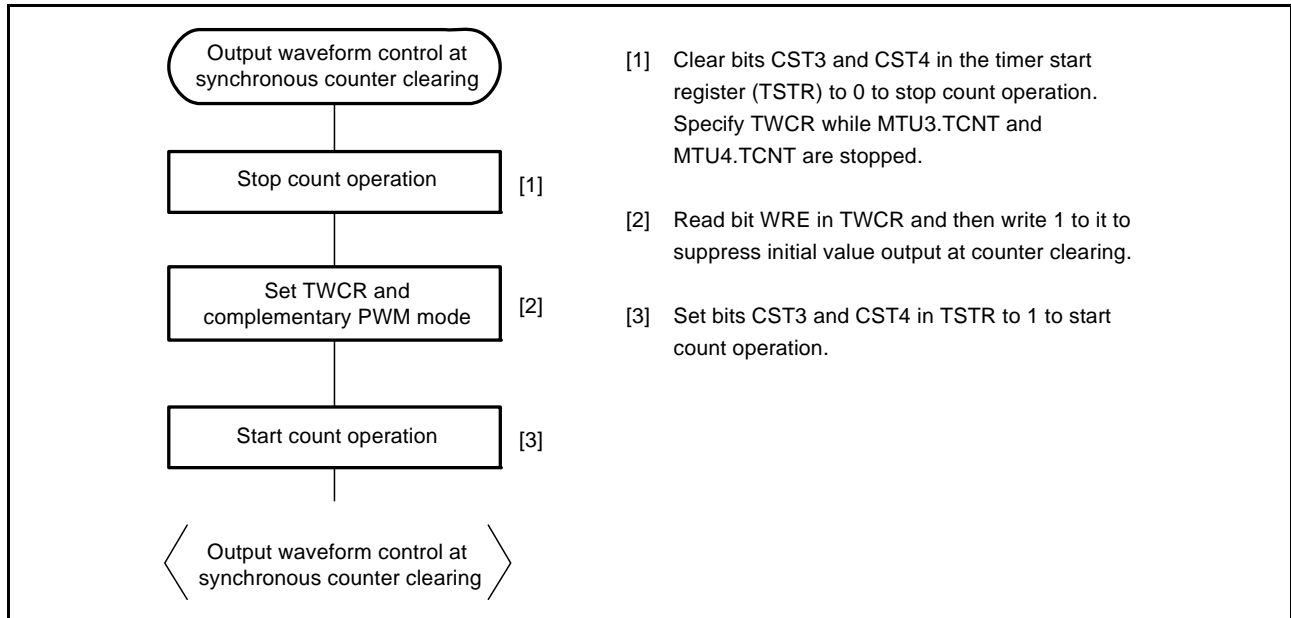 Output waveform control at
synchronous counter clearing
Stop count operation
[1]
Set TWCR and
complementary PWM mode
[2]
Start count operation
[3]
Output waveform control at
synchronous counter clearing
[1] Clear bits CST3 and CST4 in the timer start
register (TSTR) to 0 to stop count operation.
Specify TWCR while MTU3.TCNT and
MTU4.TCNT are stopped.
[2] Read bit WRE in TWCR and then write 1 to it to
suppress initial value output at counter clearing.
[3] Set bits CST3 and CST4 in TSTR to 1 to start
count operation.